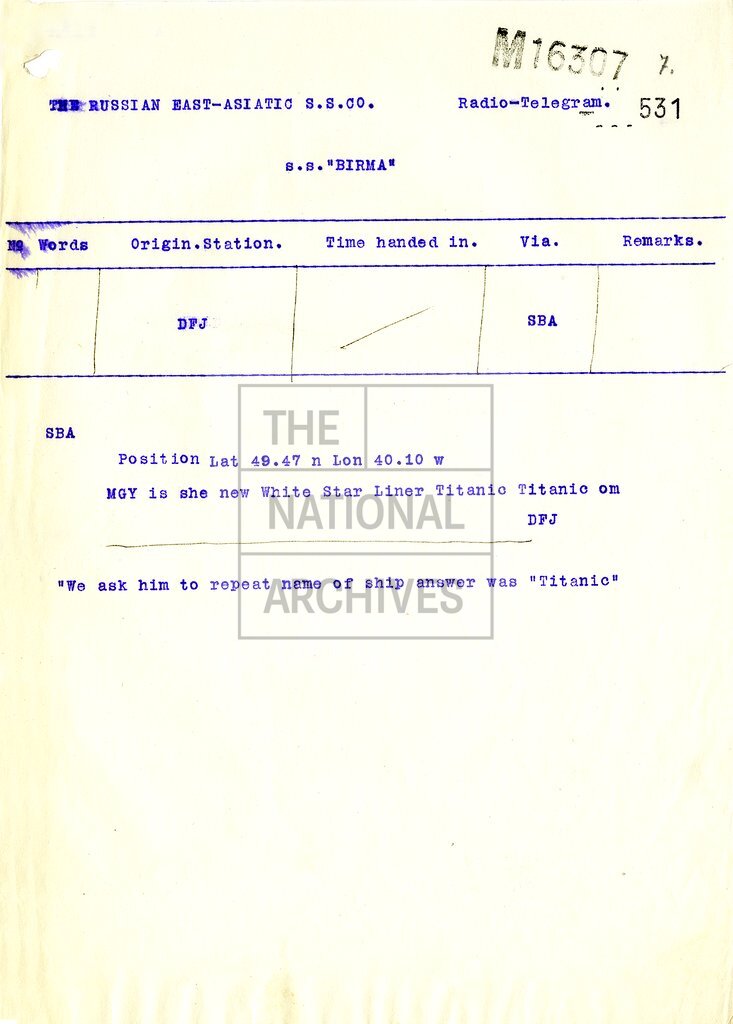 M16307 7.
THE RUSSIAN EAST-ASIATIC S.S.CO. Radio-Telegram. 531
s.s."BIRMA"
No Words Origin.Station. Time handed in. Via. Remarks.
DFJ SBA
SBA
Position Lat 49.47 n Lon 40.10 w
MGY is she new White Star Liner Titanic Titanic om
DFJ
"We ask him to repeat name of ship answer was "Titanic"
THE
NATIONAL
ARCHIVES